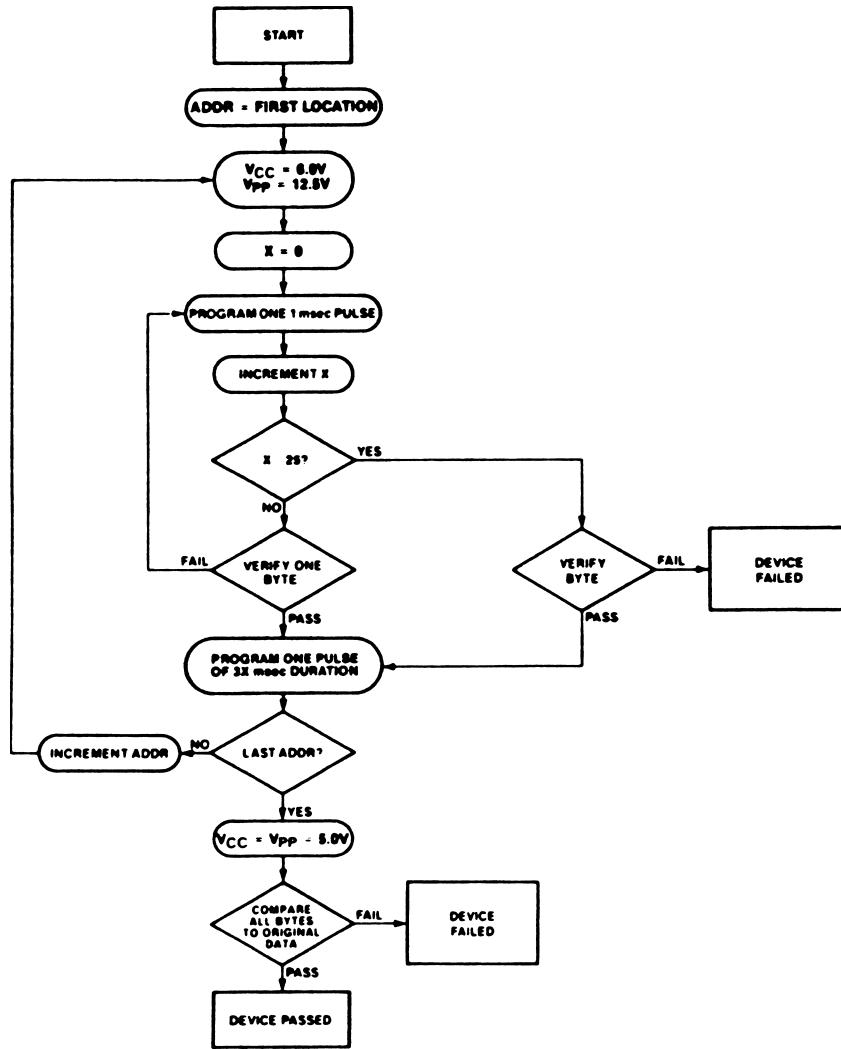 START
ADDR = FIRST LOCATION
VCC = 6.0V
VPP = 12.5V
X = 0
PROGRAM ONE 1 msec PULSE
INCREMENT X
X 25?
YES
NO
FAIL
VERIFY ONE
BYTE
VERIFY
BYTE
FAIL
DEVICE
FAILED
PASS
PASS
PROGRAM ONE PULSE
OF 3X msec DURATION
INCREMENT ADDR
NO
LAST ADDR?
YES
VCC = VPP = 5.0V
COMPARE
ALL BYTES
TO ORIGINAL
DATA
FAIL
DEVICE
FAILED
PASS
DEVICE PASSED